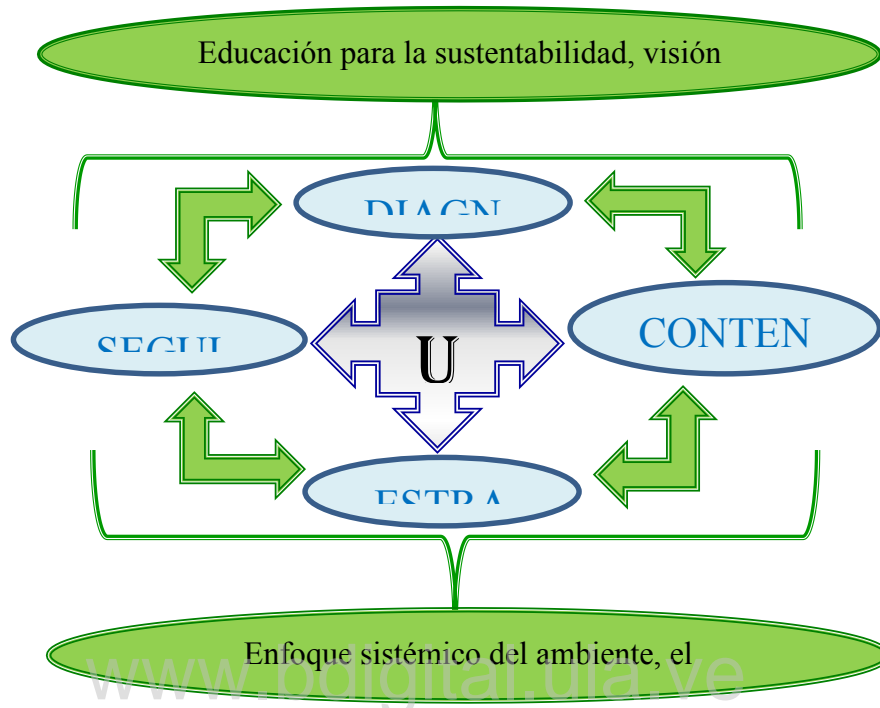 Educación para la sustentabilidad, visión
DIAGN
SEGUI
U
CONTEN
ESTRA
Enfoque sistémico del ambiente, el
www.bdigital.ula.ve